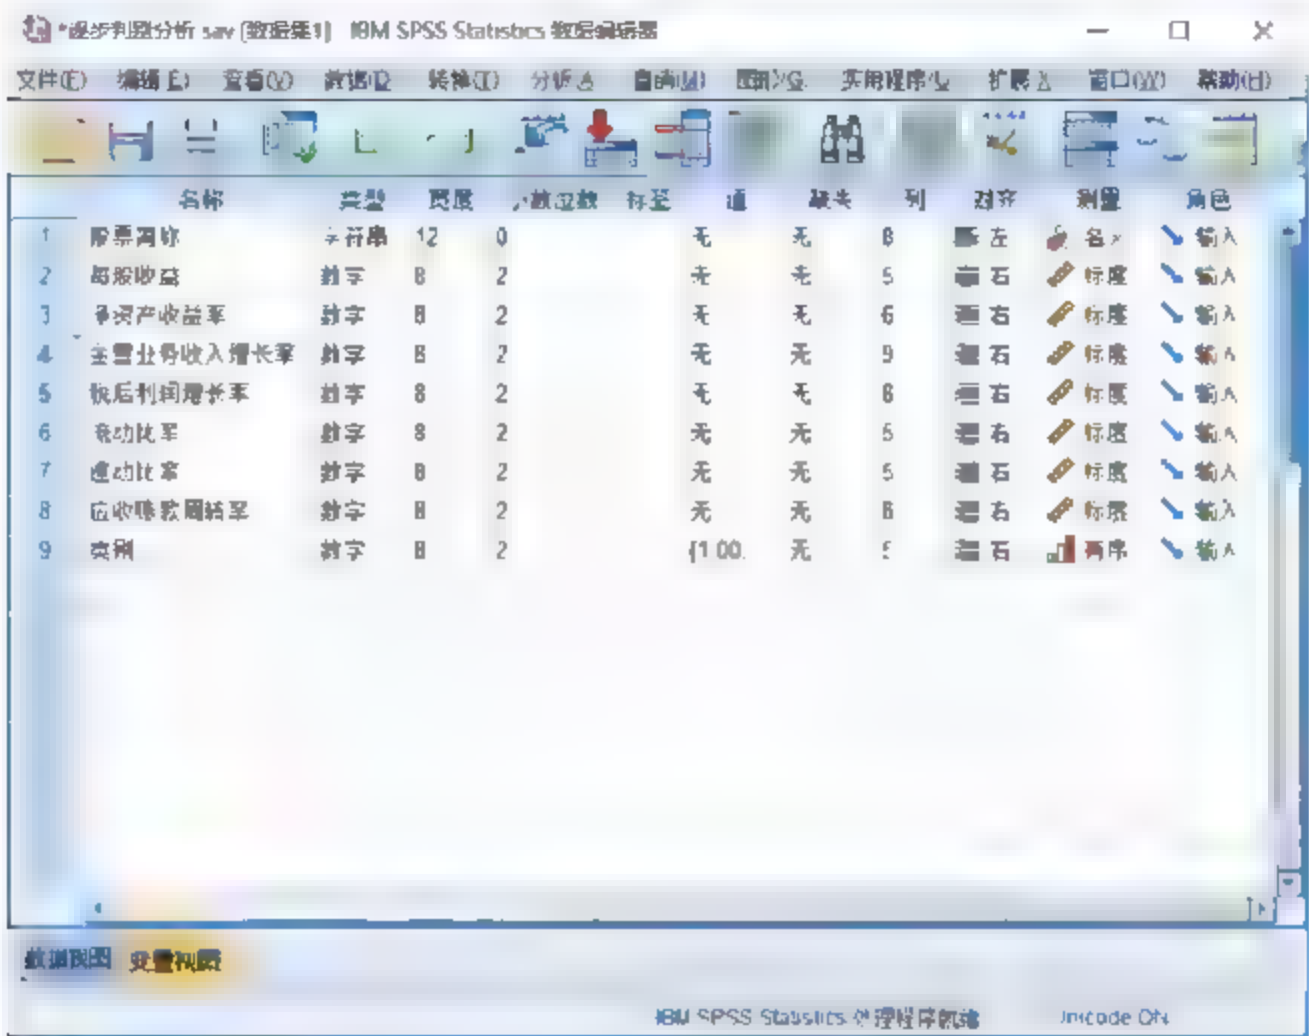 *逐步判别分析.sav [数据集1] - IBM SPSS Statistics 数据编辑器
文件(F) 编辑(E) 查看(V) 数据(D) 转换(T) 分析(A) 直销(M) 图形(G) 实用程序(U) 扩展(X) 窗口(W) 帮助(H)
名称 类型 宽度 小数位数 标签 值 缺失 列 对齐 测量 角色
1 股票简称 字符串 12 0 无 无 8 左 名义 输入
2 每股收益 数字 8 2 无 无 5 右 标度 输入
3 净资产收益率 数字 8 2 无 无 6 右 标度 输入
4 主营业务收入增长率 数字 8 2 无 无 9 右 标度 输入
5 税后利润增长率 数字 8 2 无 无 8 右 标度 输入
6 流动比率 数字 8 2 无 无 5 右 标度 输入
7 速动比率 数字 8 2 无 无 5 右 标度 输入
8 应收账款周转率 数字 8 2 无 无 8 右 标度 输入
9 类别 数字 8 2 {1.00, 无 5 右 有序 输入
数据视图 变量视图
IBM SPSS Statistics 处理程序就绪 Unicode:ON